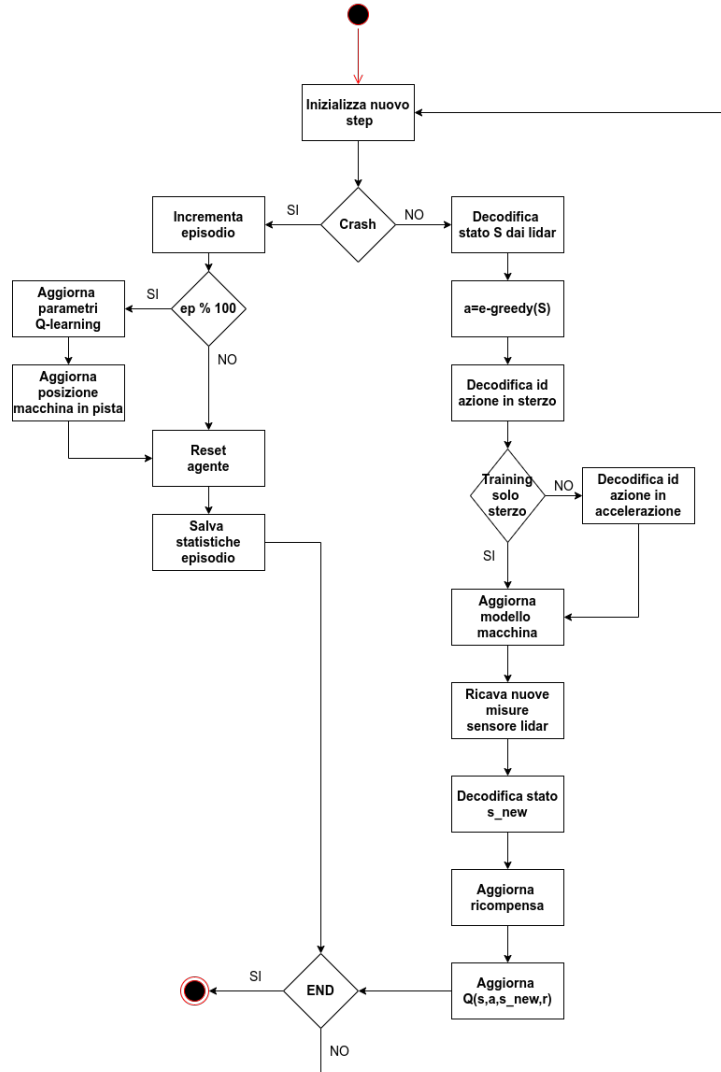 Inizializza nuovo
step
Crash
SI
NO
Incrementa
episodio
Decodifica
stato S dai lidar
ep % 100
SI
NO
Aggiorna
parametri
Q-learning
a=e-greedy(S)
Aggiorna
posizione
macchina in pista
Decodifica id
azione in sterzo
Reset
agente
Training
solo
sterzo
NO
SI
Decodifica id
azione in
accelerazione
Salva
statistiche
episodio
Aggiorna
modello
macchina
Ricava nuove
misure
sensore lidar
Decodifica stato
s_new
Aggiorna
ricompensa
Aggiorna
Q(s,a,s_new,r)
END
SI
NO